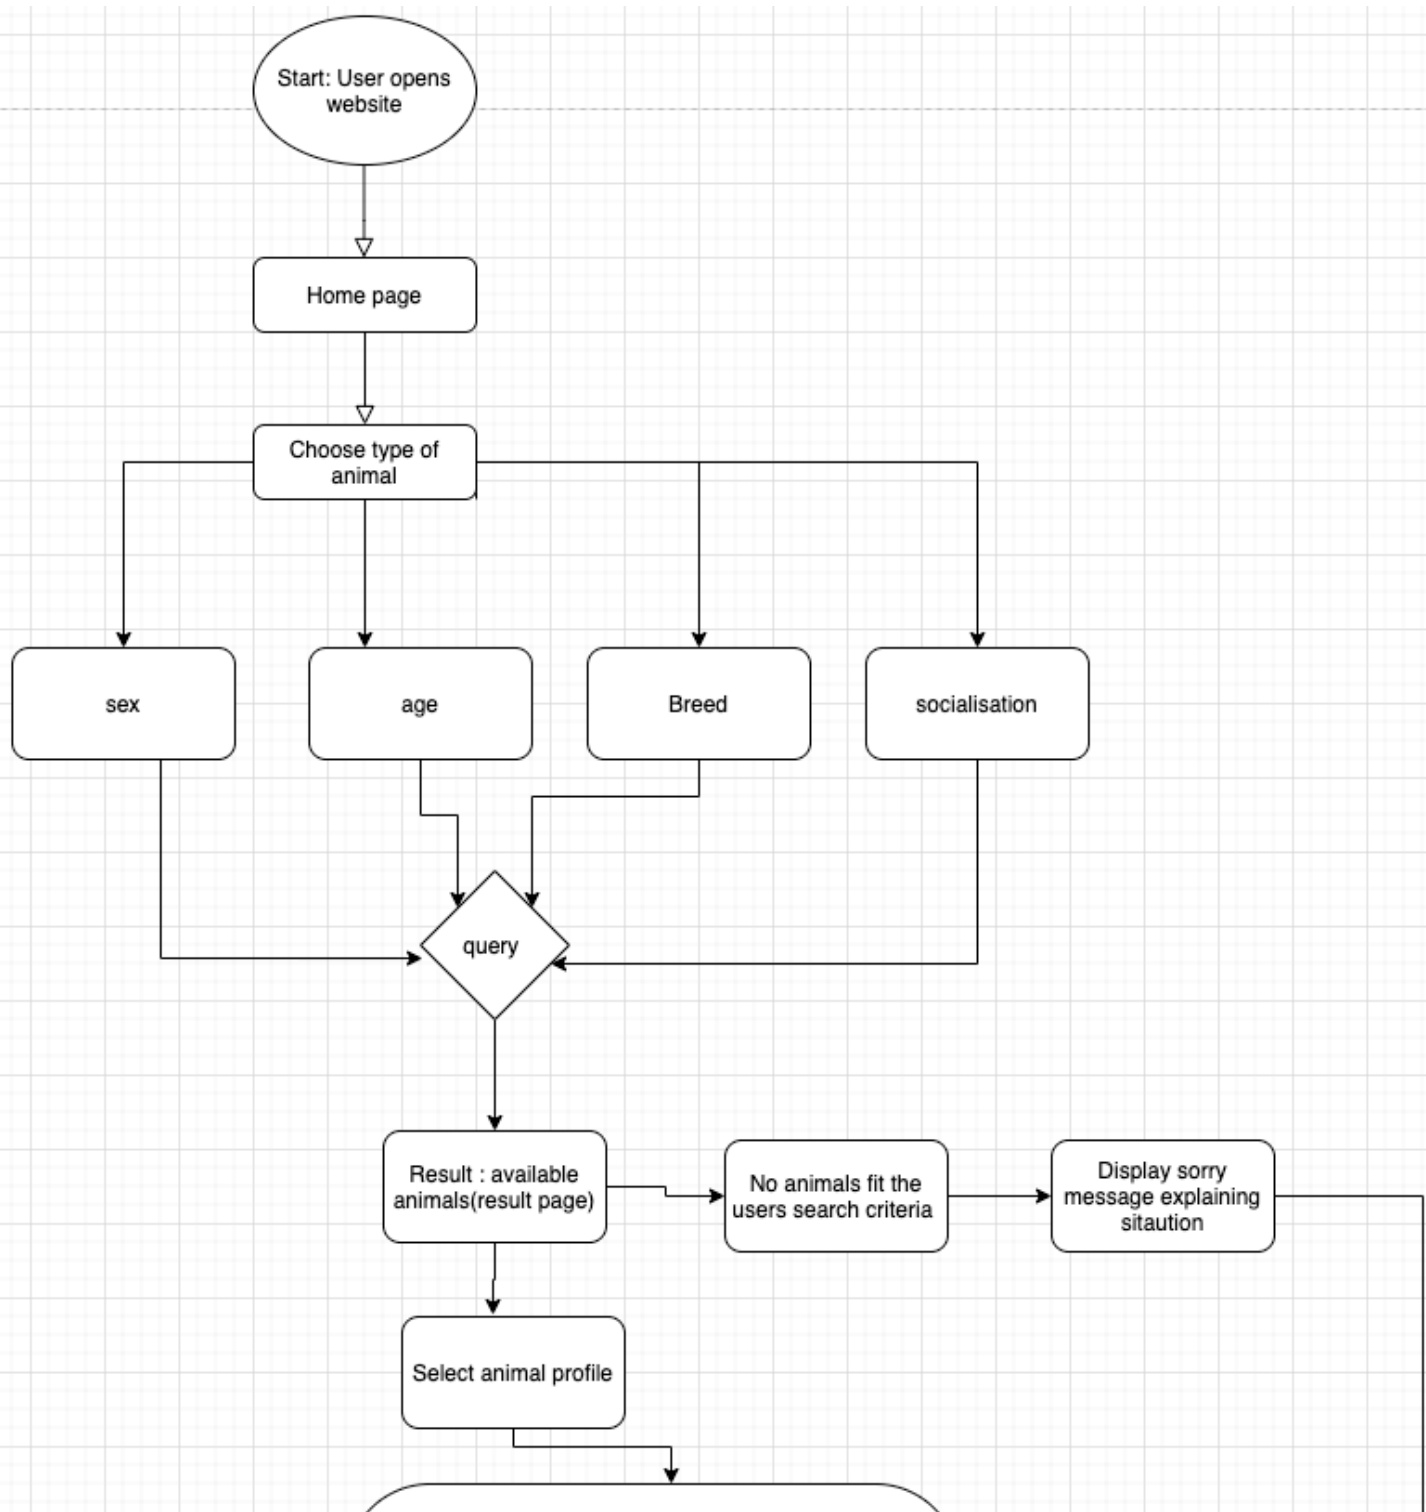 Start: User opens
website
Home page
Choose type of
animal
sex
age
Breed
socialisation
query
Result : available
animals(result page)
No animals fit the
users search criteria
Display sorry
message explaining
sitaution
Select animal profile